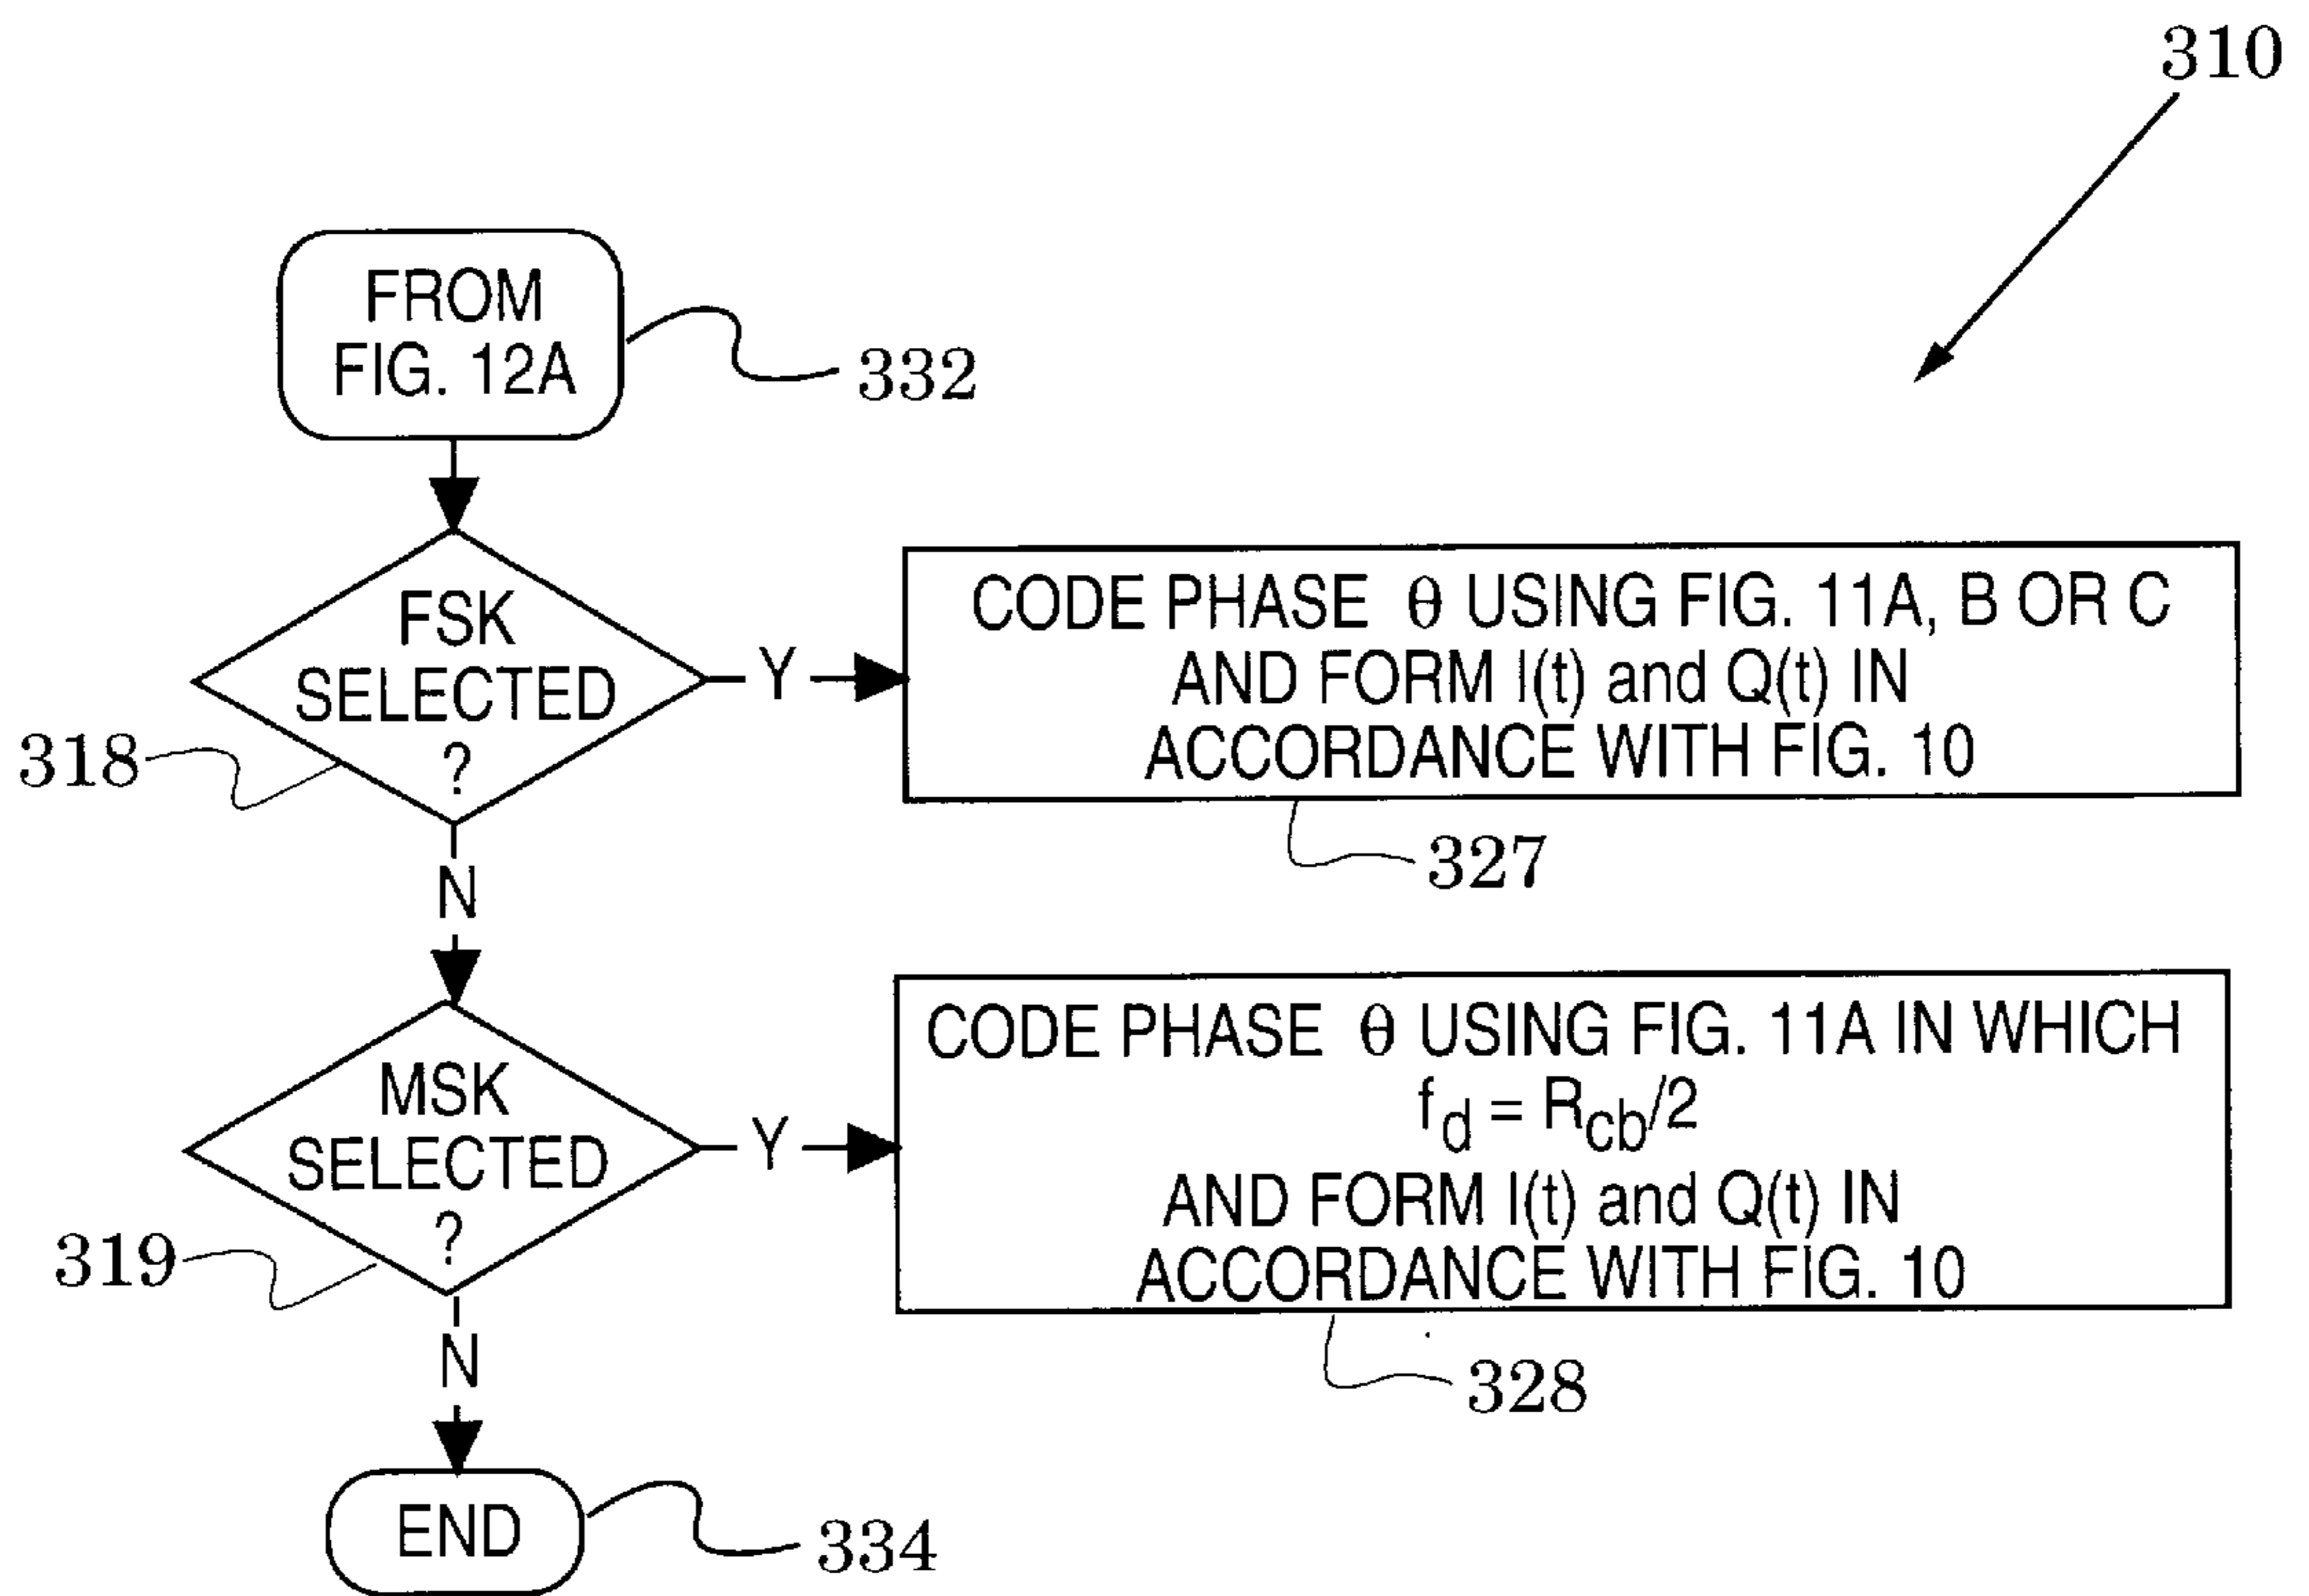 310
FROM
FIG. 12A
332
FSK
SELECTED
?
318
Y
CODE PHASE θ USING FIG. 11A, B OR C
AND FORM I(t) and Q(t) IN
ACCORDANCE WITH FIG. 10
327
N
MSK
SELECTED
?
319
Y
CODE PHASE θ USING FIG. 11A IN WHICH
f_d = R_cb/2
AND FORM I(t) and Q(t) IN
ACCORDANCE WITH FIG. 10
328
N
END
334